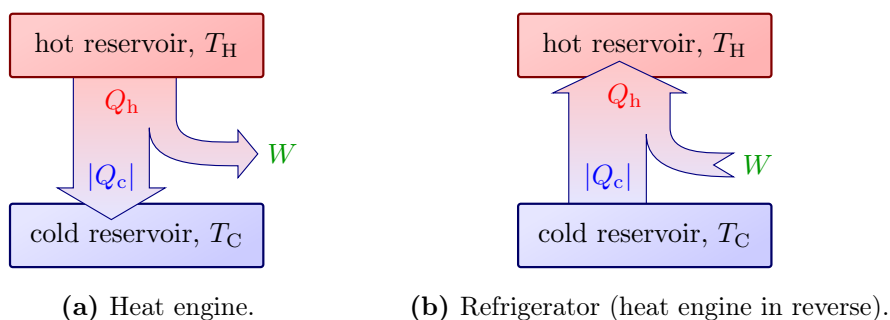 hot reservoir, T_H
Q_h
W
|Q_c|
cold reservoir, T_C
(a) Heat engine.
hot reservoir, T_H
Q_h
W
|Q_c|
cold reservoir, T_C
(b) Refrigerator (heat engine in reverse).